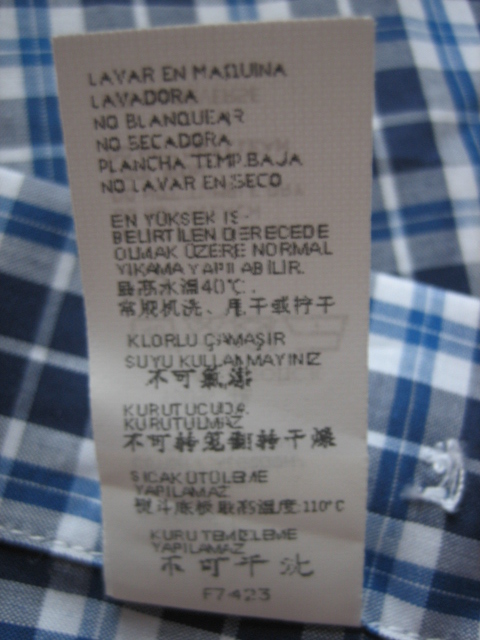 LAVAR EN MAQUINA
LAVADORA
NO BLANQUEAR
NO SECADORA
PLANCHA TEMP.BAJA
NO LAVAR EN SECO
EN YÜKSEK IS-
BELIRTILEN DERECEDE
OLMAK ÜZERE NORMAL
YIKAMA YAPILABILIR.
最高水温40℃.
常规机洗、甩干或拧干
KLORLU ÇAMAŞIR
SUYU KULLANMAYINIZ
不可氯漂
KURUTUCUDA
KURUTULMAZ
不可转笼翻转干燥
SICAK ÜTÜLEME
YAPILAMAZ
熨斗底板最高温度:110°C
KURU TEMIZLEME
YAPILAMAZ
不可干洗
F7423